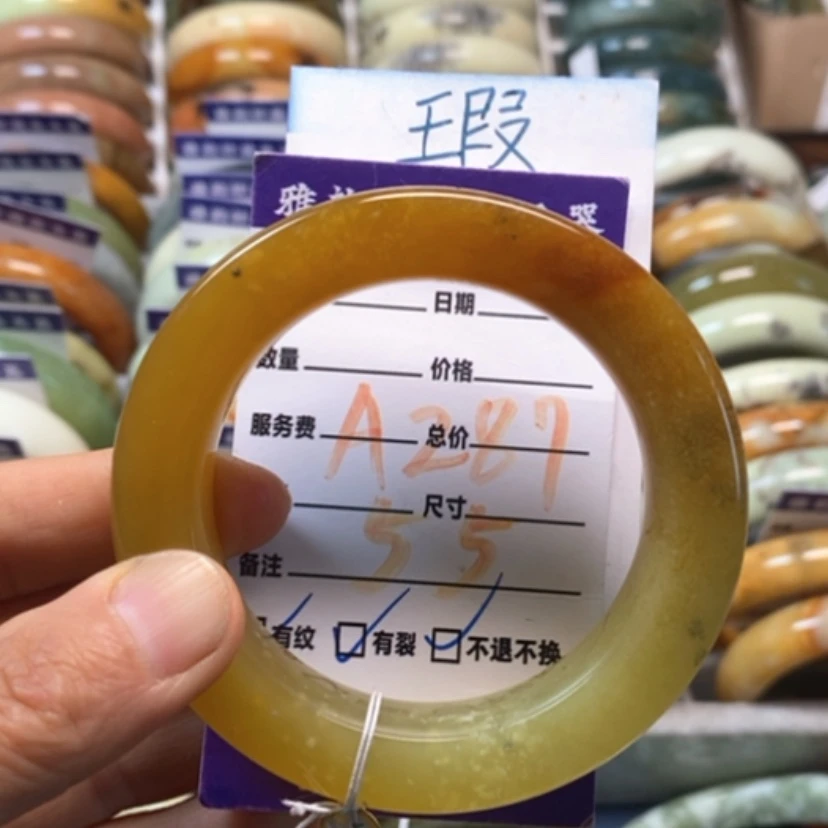 瑕
雅
日期
数量 价格
服务费 总价
A287
尺寸
55
备注
有纹 有裂 不退不换